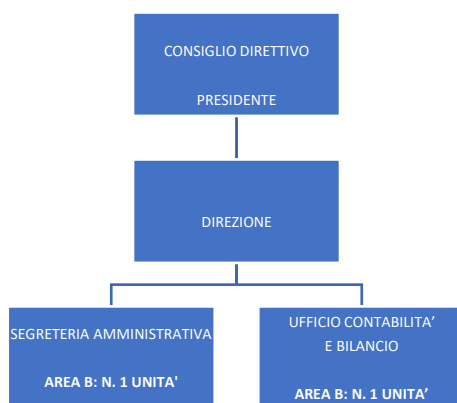 CONSIGLIO DIRETTIVO
PRESIDENTE
DIREZIONE
SEGRETERIA AMMINISTRATIVA
AREA B: N. 1 UNITA'
UFFICIO CONTABILITA’
E BILANCIO
AREA B: N. 1 UNITA’